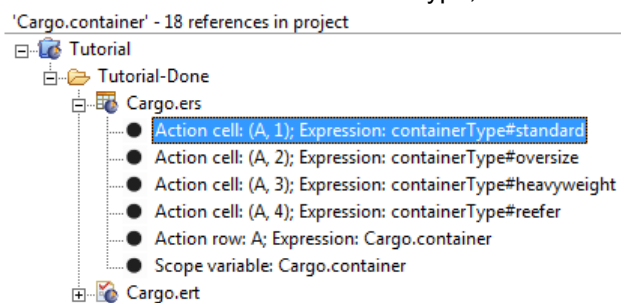 'Cargo.container' - 18 references in project
Tutorial
Tutorial-Done
Cargo.ers
Action cell: (A, 1); Expression: containerType#standard
Action cell: (A, 2); Expression: containerType#oversize
Action cell: (A, 3); Expression: containerType#heavyweight
Action cell: (A, 4); Expression: containerType#reefer
Action row: A; Expression: Cargo.container
Scope variable: Cargo.container
Cargo.ert